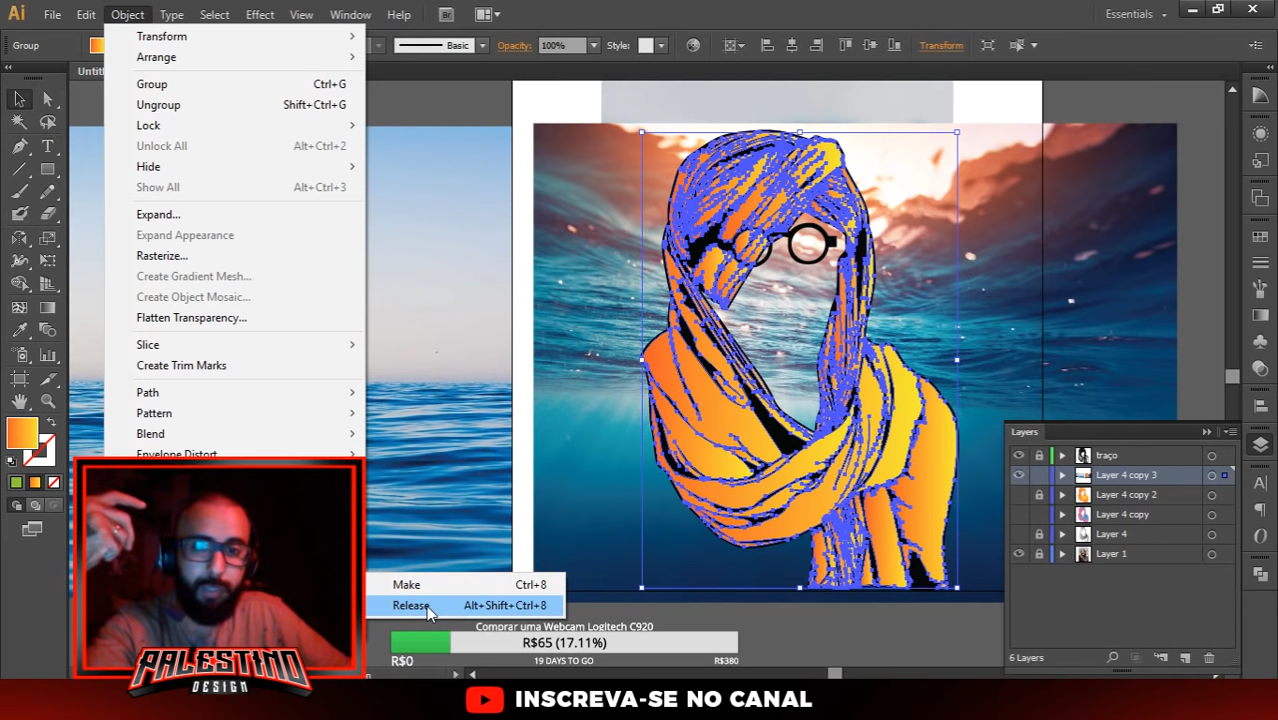 Ai File Edit Object Type Select Effect View Window Help Br Essentials
Group Basic Opacity: 100% Style: Transform
Transform
Arrange
Group Ctrl+G
Ungroup Shift+Ctrl+G
Lock
Unlock All Alt+Ctrl+2
Hide
Show All Alt+Ctrl+3
Expand...
Expand Appearance
Rasterize...
Create Gradient Mesh...
Create Object Mosaic...
Flatten Transparency...
Slice
Create Trim Marks
Path
Pattern
Blend
Envelope Distort
Make Ctrl+8
Release Alt+Shift+Ctrl+8
Layers
traço
Layer 4 copy 3
Layer 4 copy 2
Layer 4 copy
Layer 4
Layer 1
6 Layers
Comprar uma Webcam Logitech C920
R$65 (17.11%)
R$0 19 DAYS TO GO R$380
PALESTINO
DESIGN
INSCREVA-SE NO CANAL